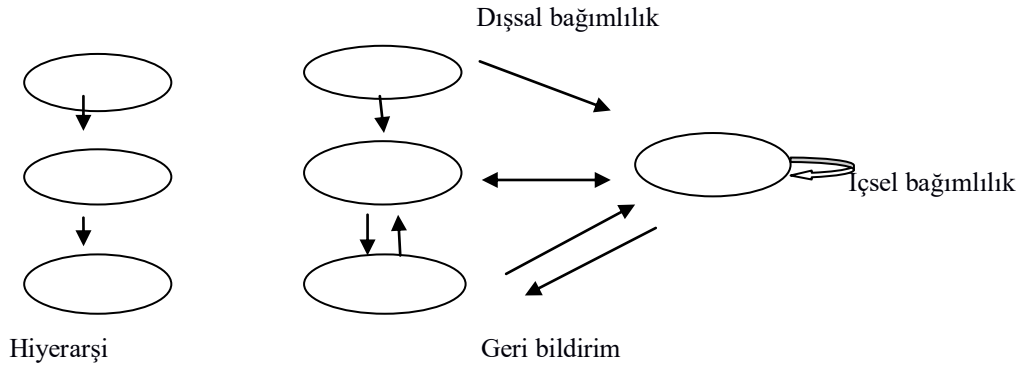 Dışsal bağımlılık
İçsel bağımlılık
Hiyerarşi
Geri bildirim